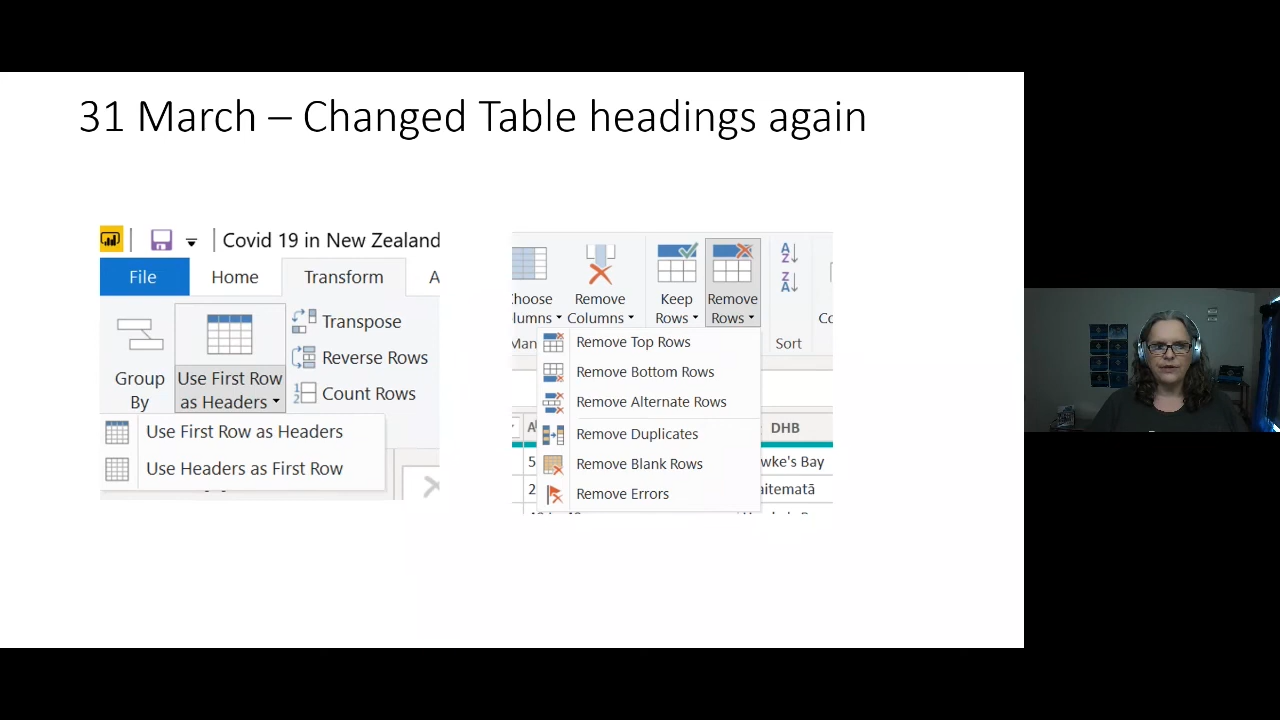 31 March – Changed Table headings again
Covid 19 in New Zealand
File Home Transform A
Group By
Use First Row as Headers
Transpose
Reverse Rows
Count Rows
Use First Row as Headers
Use Headers as First Row
Choose
Remove Columns
Keep Rows
Remove Rows
Sort
Remove Top Rows
Remove Bottom Rows
Remove Alternate Rows
Remove Duplicates
Remove Blank Rows
Remove Errors
DHB
wke's Bay
aitematā